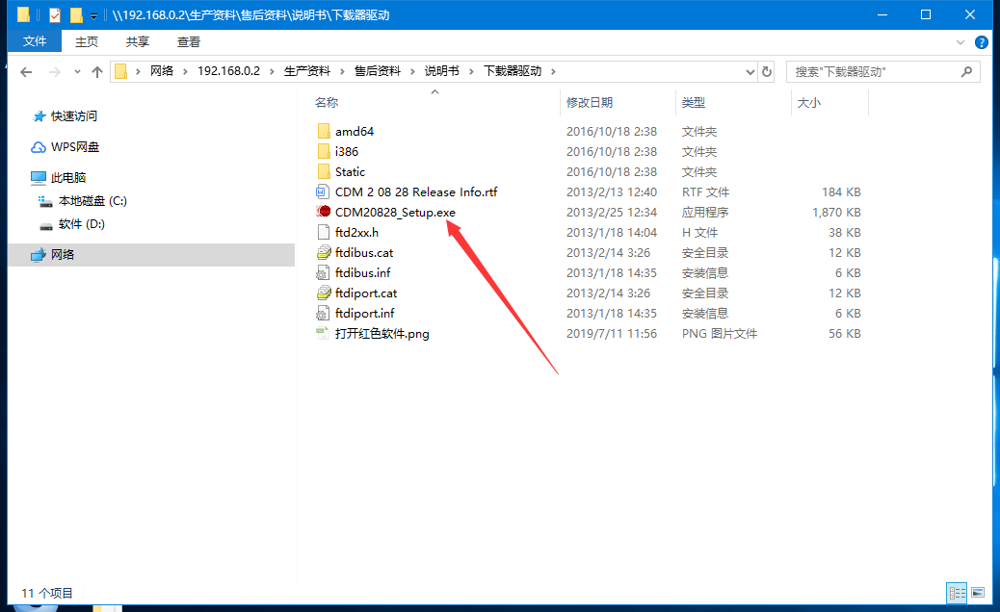 \\192.168.0.2\生产资料\售后资料\说明书\下载器驱动
文件 主页 共享 查看
网络 192.168.0.2 生产资料 售后资料 说明书 下载器驱动 搜索"下载器驱动"
名称 修改日期 类型 大小
快速访问
WPS网盘
此电脑
本地磁盘 (C:)
软件 (D:)
网络
amd64 2016/10/18 2:38 文件夹
i386 2016/10/18 2:38 文件夹
Static 2016/10/18 2:38 文件夹
CDM 2 08 28 Release Info.rtf 2013/2/13 12:40 RTF 文件 184 KB
CDM20828_Setup.exe 2013/2/25 12:34 应用程序 1,870 KB
ftd2xx.h 2013/1/18 14:04 H 文件 38 KB
ftdibus.cat 2013/2/14 3:26 安全目录 12 KB
ftdibus.inf 2013/1/18 14:35 安装信息 6 KB
ftdiport.cat 2013/2/14 3:26 安全目录 12 KB
ftdiport.inf 2013/1/18 14:35 安装信息 6 KB
打开红色软件.png 2019/7/11 11:56 PNG 图片文件 56 KB
11 个项目